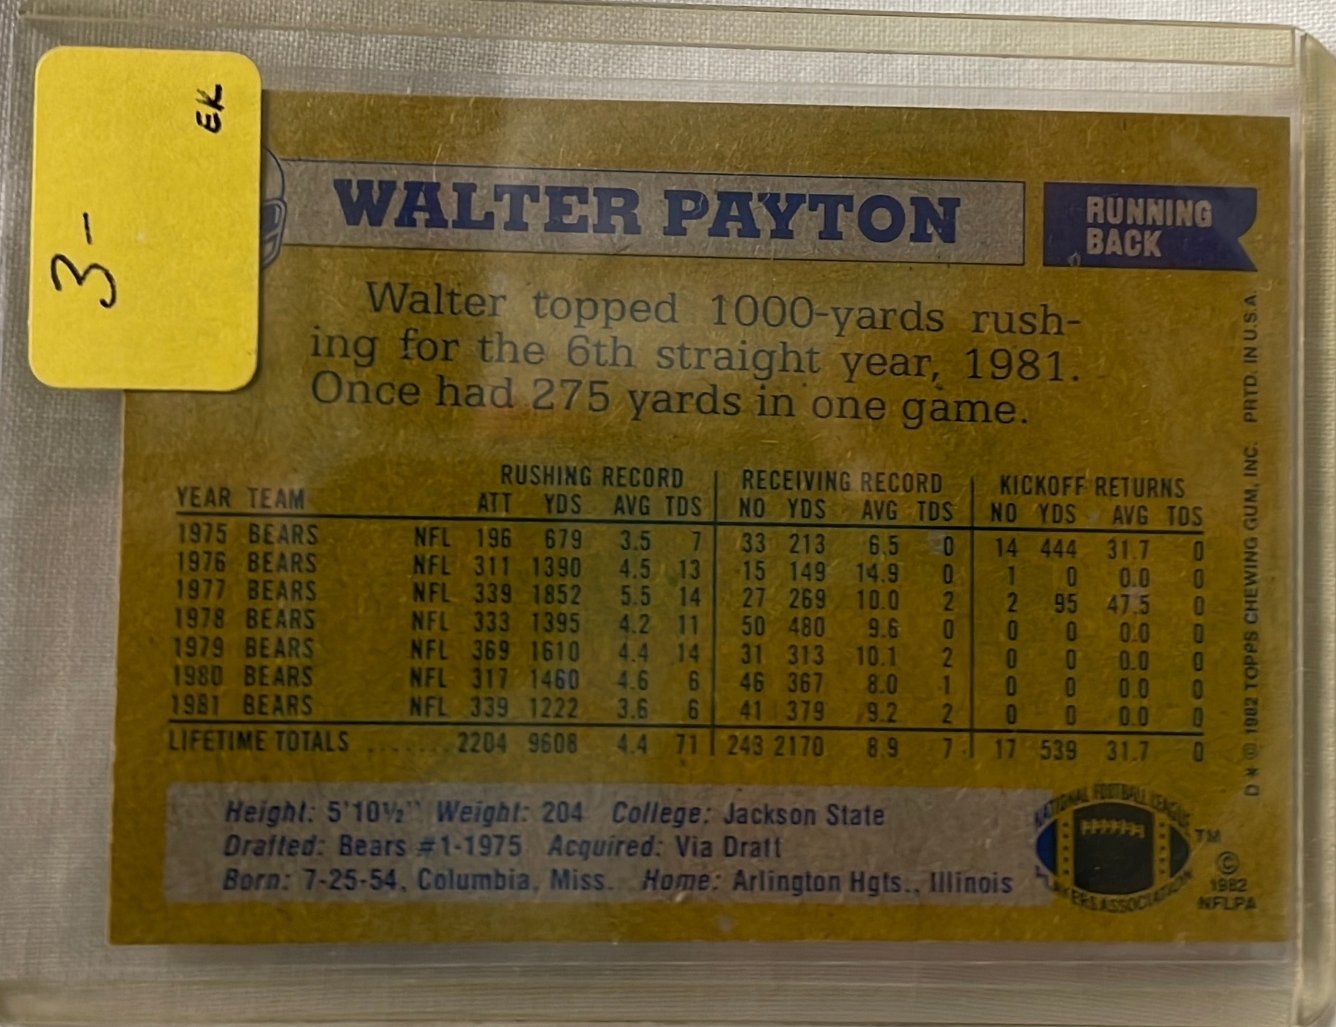 EK
3-
WALTER PAYTON
RUNNING
BACK
Walter topped 1000-yards rush-
ing for the 6th straight year, 1981.
Once had 275 yards in one game.
RUSHING RECORD RECEIVING RECORD KICKOFF RETURNS
YEAR TEAM ATT YDS AVG TDS NO YDS AVG TDS NO YDS AVG TDS
1975 BEARS NFL 196 679 3.5 7 33 213 6.5 0 14 444 31.7 0
1976 BEARS NFL 311 1390 4.5 13 15 149 14.9 0 1 0 0.0 0
1977 BEARS NFL 339 1852 5.5 14 27 269 10.0 2 2 95 47.5 0
1978 BEARS NFL 333 1395 4.2 11 50 480 9.6 0 0 0 0.0 0
1979 BEARS NFL 369 1610 4.4 14 31 313 10.1 2 0 0 0.0 0
1980 BEARS NFL 317 1460 4.6 6 46 367 8.0 1 0 0 0.0 0
1981 BEARS NFL 339 1222 3.6 6 41 379 9.2 2 0 0 0.0 0
LIFETIME TOTALS ........ 2204 9608 4.4 71 243 2170 8.9 7 17 539 31.7 0
Height: 5'10½" Weight: 204 College: Jackson State
Drafted: Bears #1-1975 Acquired: Via Draft
Born: 7-25-54, Columbia, Miss. Home: Arlington Hgts., Illinois
NATIONAL FOOTBALL LEAGUE
PLAYERS ASSOCIATION
TM
©
1982
NFLPA
D✱ © 1982 TOPPS CHEWING GUM, INC. PRTD. IN U.S.A.